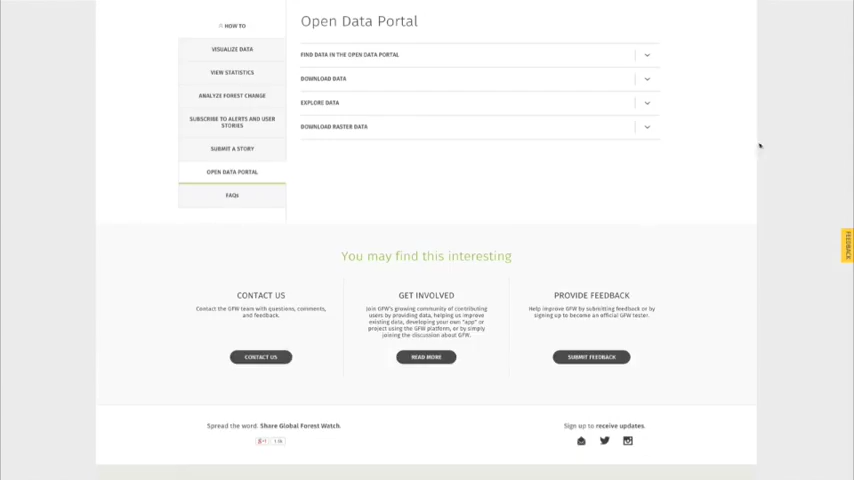 HOW TO
VISUALIZE DATA
VIEW STATISTICS
ANALYZE FOREST CHANGE
SUBSCRIBE TO ALERTS AND USER
STORIES
SUBMIT A STORY
OPEN DATA PORTAL
FAQs
Open Data Portal
FIND DATA IN THE OPEN DATA PORTAL
DOWNLOAD DATA
EXPLORE DATA
DOWNLOAD RASTER DATA
FEEDBACK
You may find this interesting
CONTACT US
Contact the GFW team with questions, comments,
and feedback.
CONTACT US
GET INVOLVED
Join GFW's growing community of contributing
users by providing data, helping us improve
existing data, developing your own "app" or
project using the GFW platform, or by simply
joining the discussion about GFW.
READ MORE
PROVIDE FEEDBACK
Help improve GFW by submitting feedback or by
signing up to become an official GFW tester.
SUBMIT FEEDBACK
Spread the word. Share Global Forest Watch.
Sign up to receive updates.